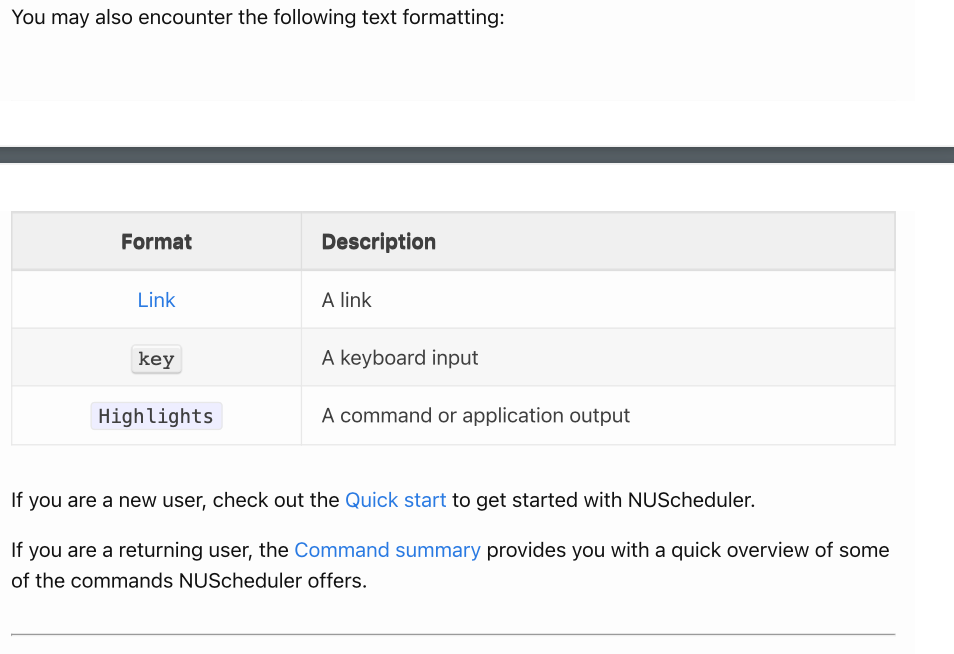 You may also encounter the following text formatting:
Format Description
Link A link
key A keyboard input
Highlights A command or application output
If you are a new user, check out the Quick start to get started with NUScheduler.
If you are a returning user, the Command summary provides you with a quick overview of some
of the commands NUScheduler offers.